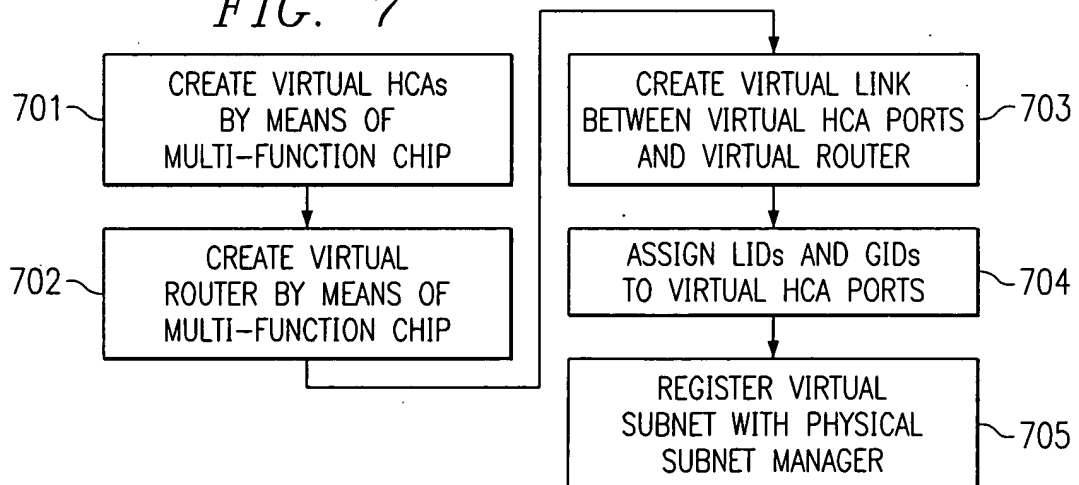 FIG. 7
701
CREATE VIRTUAL HCAs
BY MEANS OF
MULTI-FUNCTION CHIP
702
CREATE VIRTUAL
ROUTER BY MEANS OF
MULTI-FUNCTION CHIP
CREATE VIRTUAL LINK
BETWEEN VIRTUAL HCA PORTS
AND VIRTUAL ROUTER
703
ASSIGN LIDs AND GIDs
TO VIRTUAL HCA PORTS
704
REGISTER VIRTUAL
SUBNET WITH PHYSICAL
SUBNET MANAGER
705